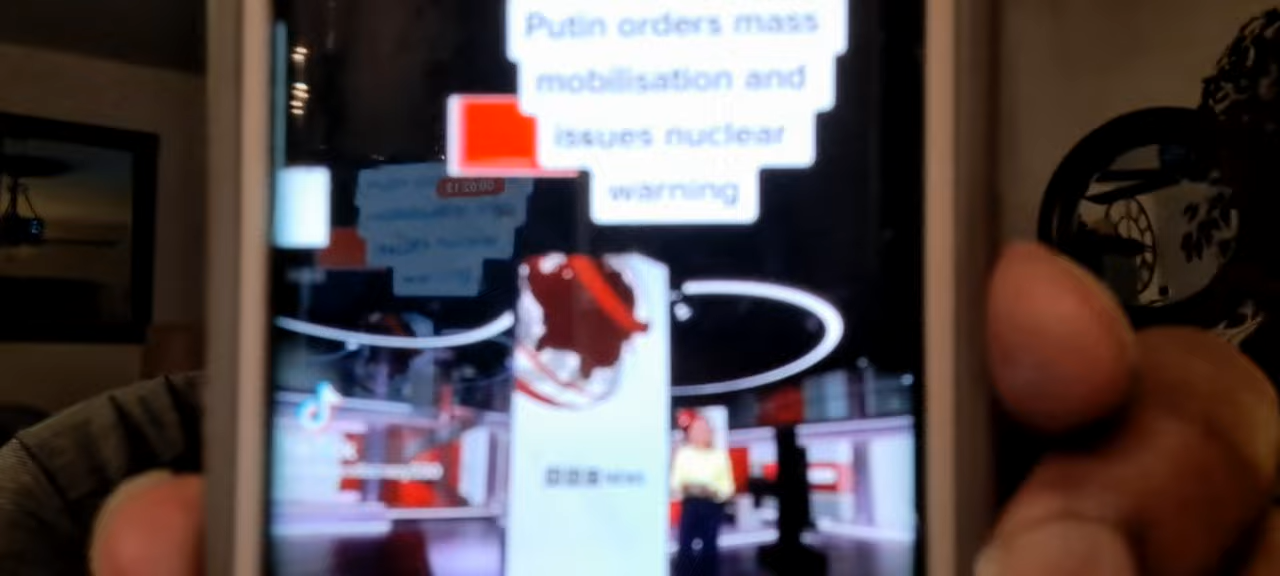 Putin orders mass
mobilisation and
issues nuclear
warning
BBC NEWS